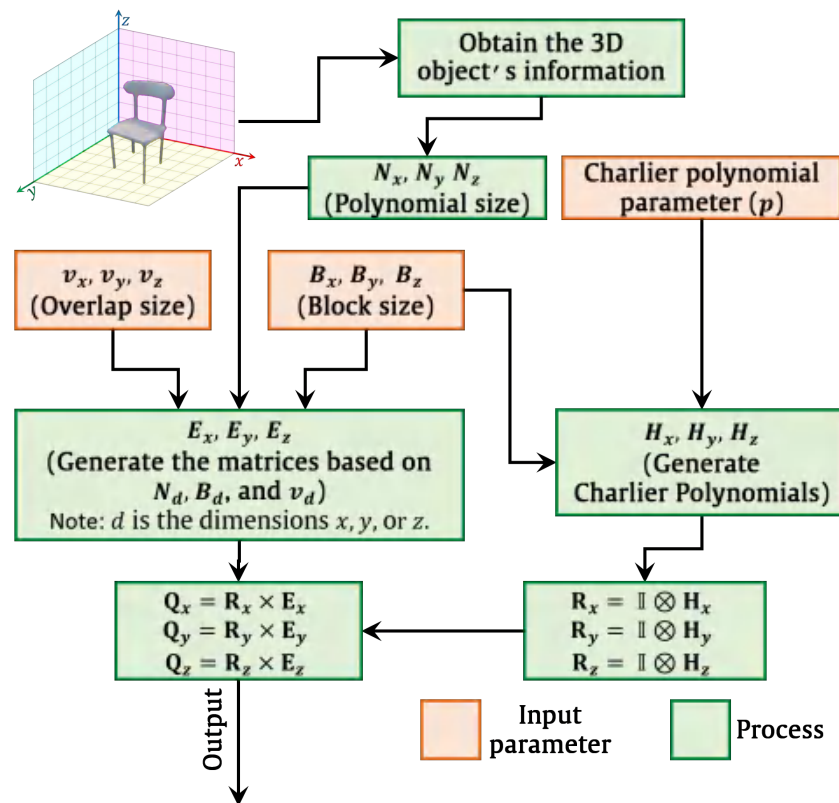 z
x
y
Obtain the 3D
object's information
N_x, N_y N_z
(Polynomial size)
Charlier polynomial
parameter (p)
v_x, v_y, v_z
(Overlap size)
B_x, B_y, B_z
(Block size)
E_x, E_y, E_z
(Generate the matrices based on
N_d, B_d, and v_d)
Note: d is the dimensions x, y, or z.
H_x, H_y, H_z
(Generate
Charlier Polynomials)
Q_x = R_x × E_x
Q_y = R_y × E_y
Q_z = R_z × E_z
R_x = 𝕀 ⊗ H_x
R_y = 𝕀 ⊗ H_y
R_z = 𝕀 ⊗ H_z
Output
Input
parameter
Process